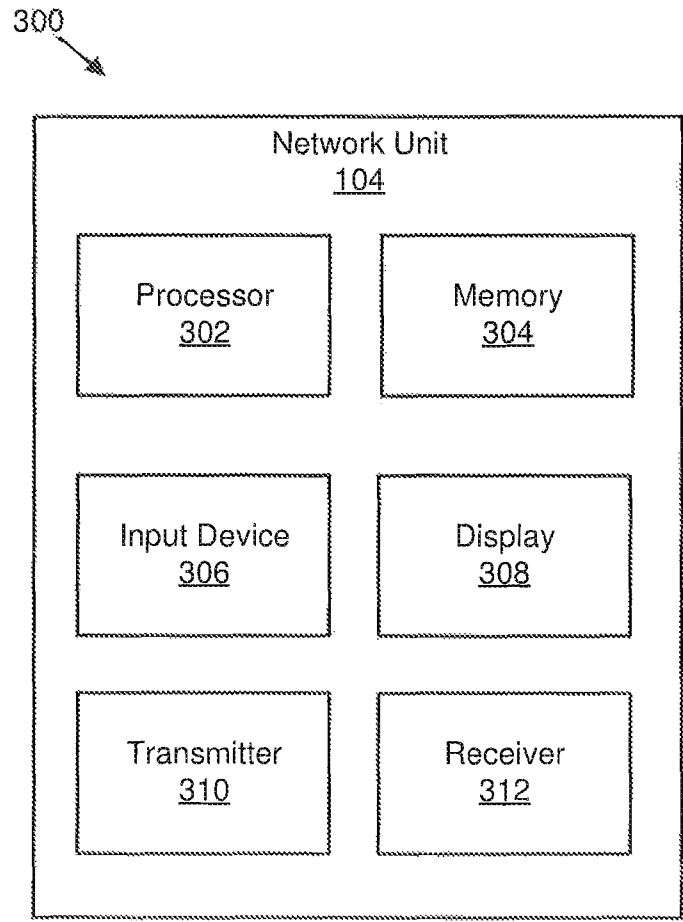 300
Network Unit
104
Processor
302
Memory
304
Input Device
306
Display
308
Transmitter
310
Receiver
312